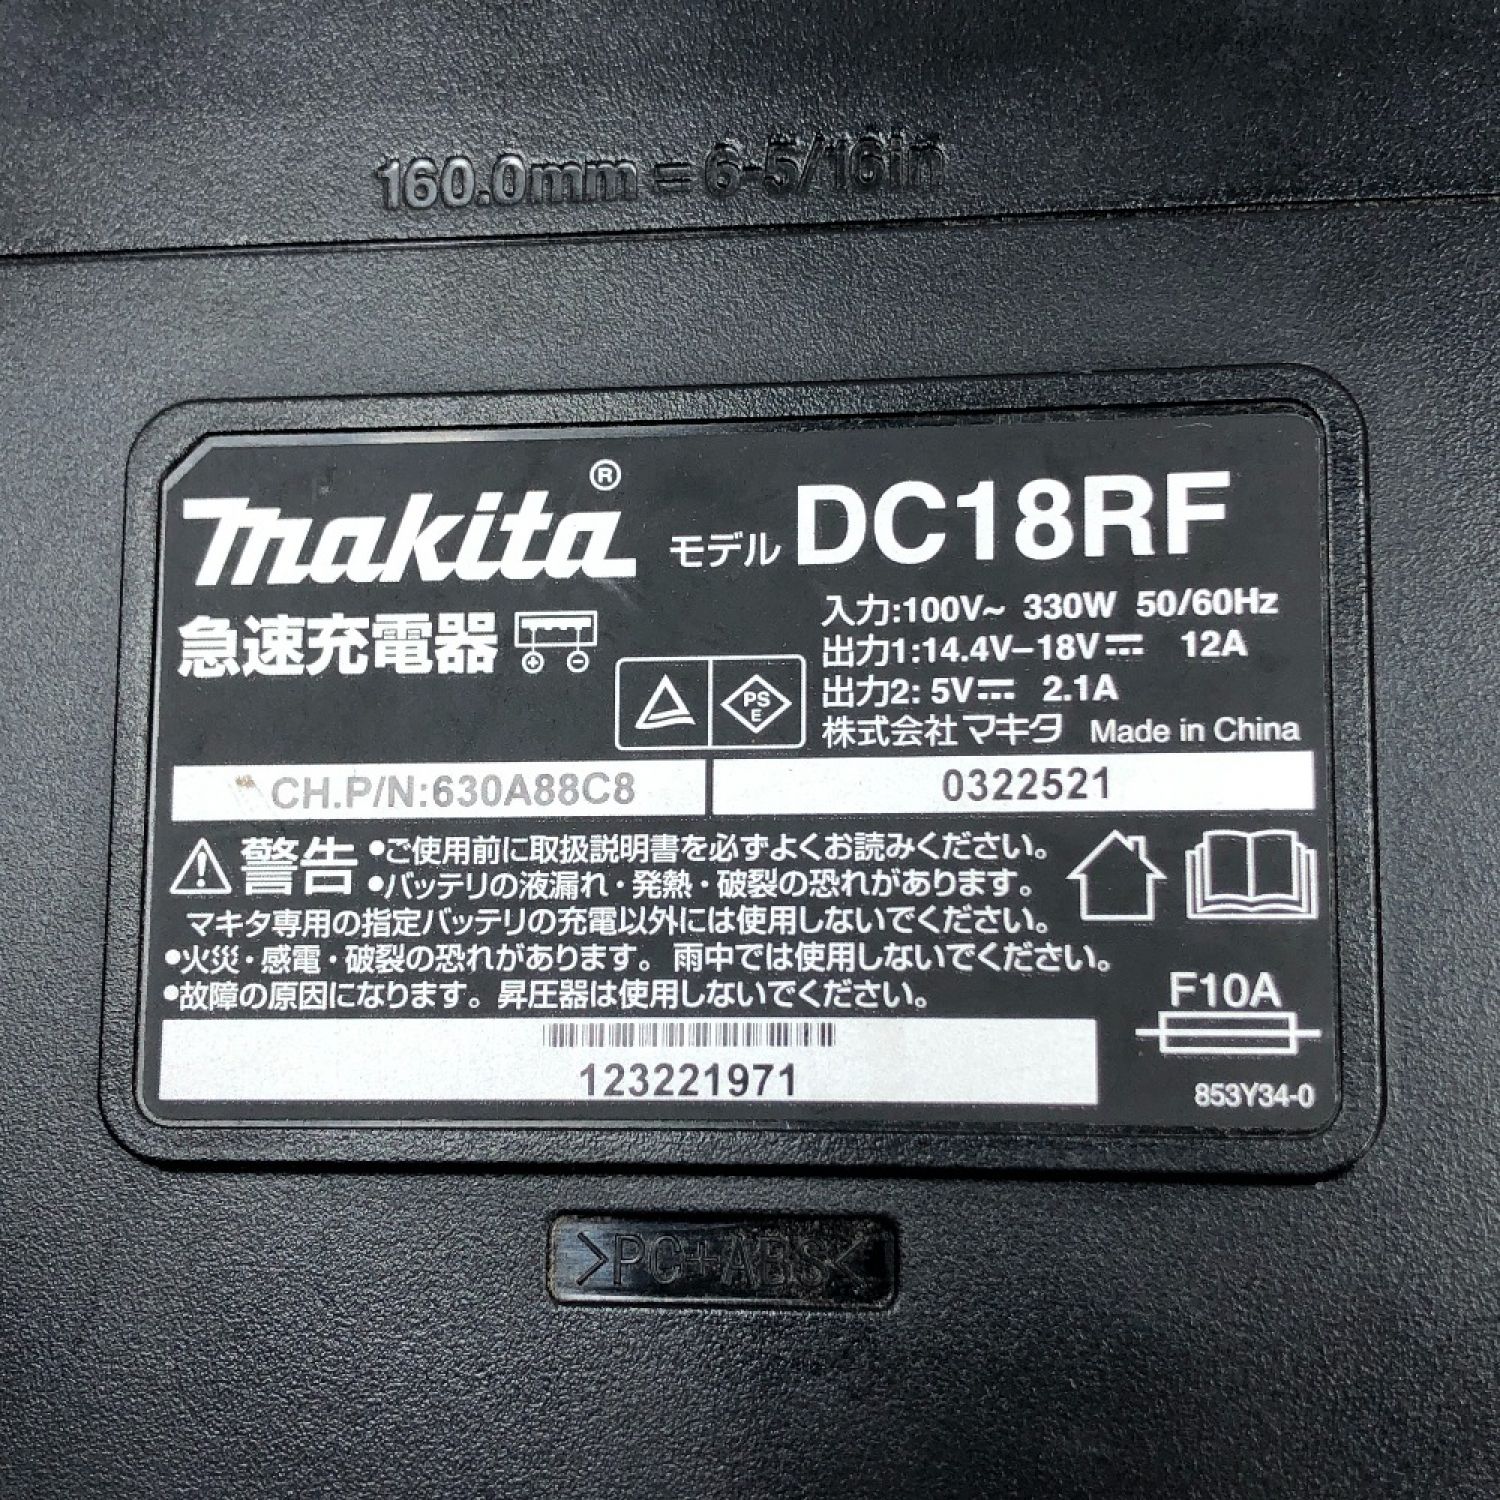 160.0mm = 6-5/16in
makita® モデル DC18RF
急速充電器
入力:100V~ 330W 50/60Hz
出力1:14.4V–18V⎓ 12A
出力2: 5V⎓ 2.1A
PS
E
株式会社マキタ Made in China
CH.P/N:630A88C8
0322521
警告 •ご使用前に取扱説明書を必ずよくお読みください。
•バッテリの液漏れ・発熱・破裂の恐れがあります。
マキタ専用の指定バッテリの充電以外には使用しないでください。
•火災・感電・破裂の恐れがあります。雨中では使用しないでください。
•故障の原因になります。昇圧器は使用しないでください。
F10A
123221971
853Y34-0
>PC+ABS<